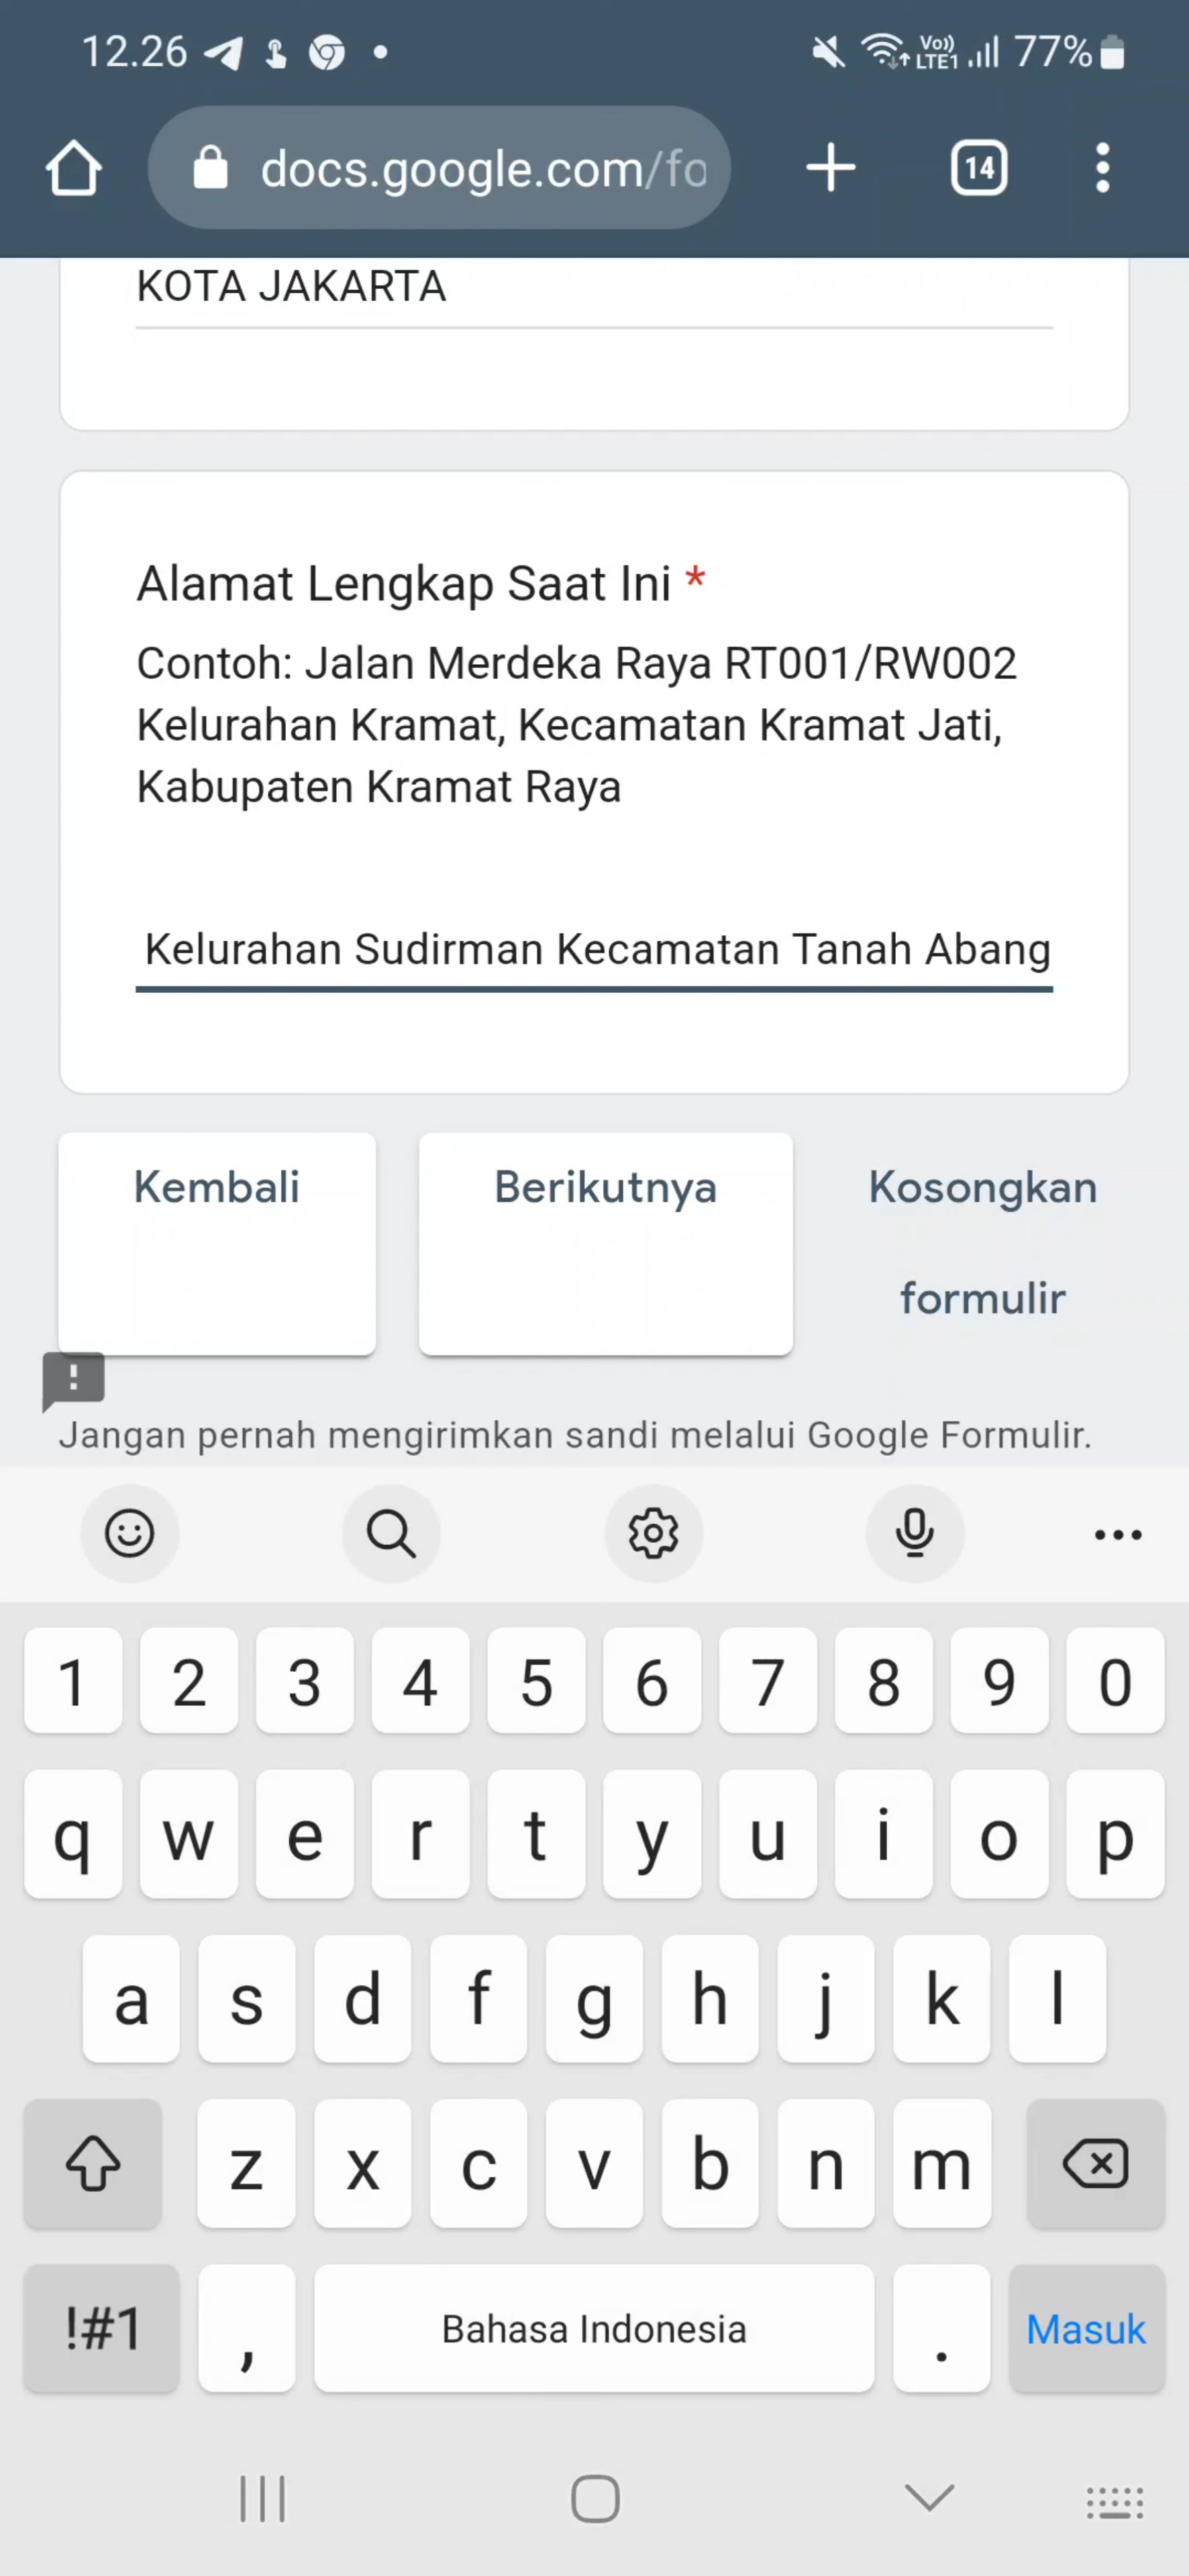 12.26 Vo)) LTE1 77%
docs.google.com/fo 14
KOTA JAKARTA
Alamat Lengkap Saat Ini *
Contoh: Jalan Merdeka Raya RT001/RW002
Kelurahan Kramat, Kecamatan Kramat Jati,
Kabupaten Kramat Raya
Kelurahan Sudirman Kecamatan Tanah Abang
Kembali Berikutnya Kosongkan
formulir
Jangan pernah mengirimkan sandi melalui Google Formulir.
1 2 3 4 5 6 7 8 9 0
q w e r t y u i o p
a s d f g h j k l
z x c v b n m
!#1 , Bahasa Indonesia . Masuk